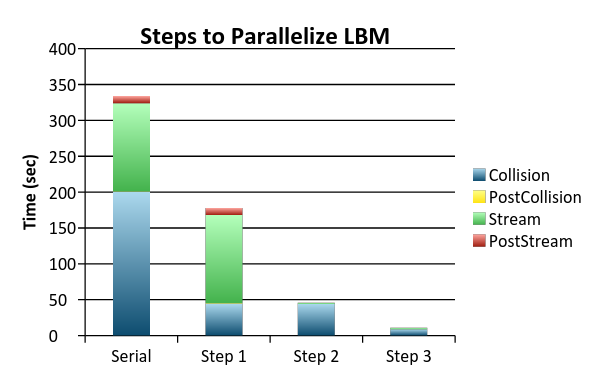 Steps to Parallelize LBM
400
350
300
250
200
150
100
50
0
Time (sec)
Serial
Step 1
Step 2
Step 3
Collision
PostCollision
Stream
PostStream